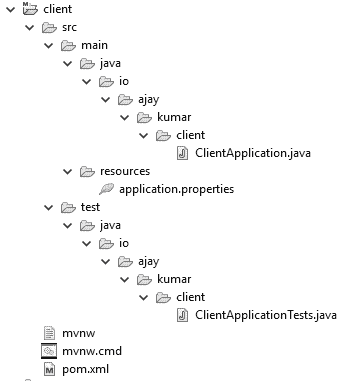 client
src
main
java
io
ajay
kumar
client
ClientApplication.java
resources
application.properties
test
java
io
ajay
kumar
client
ClientApplicationTests.java
mvnw
mvnw.cmd
pom.xml